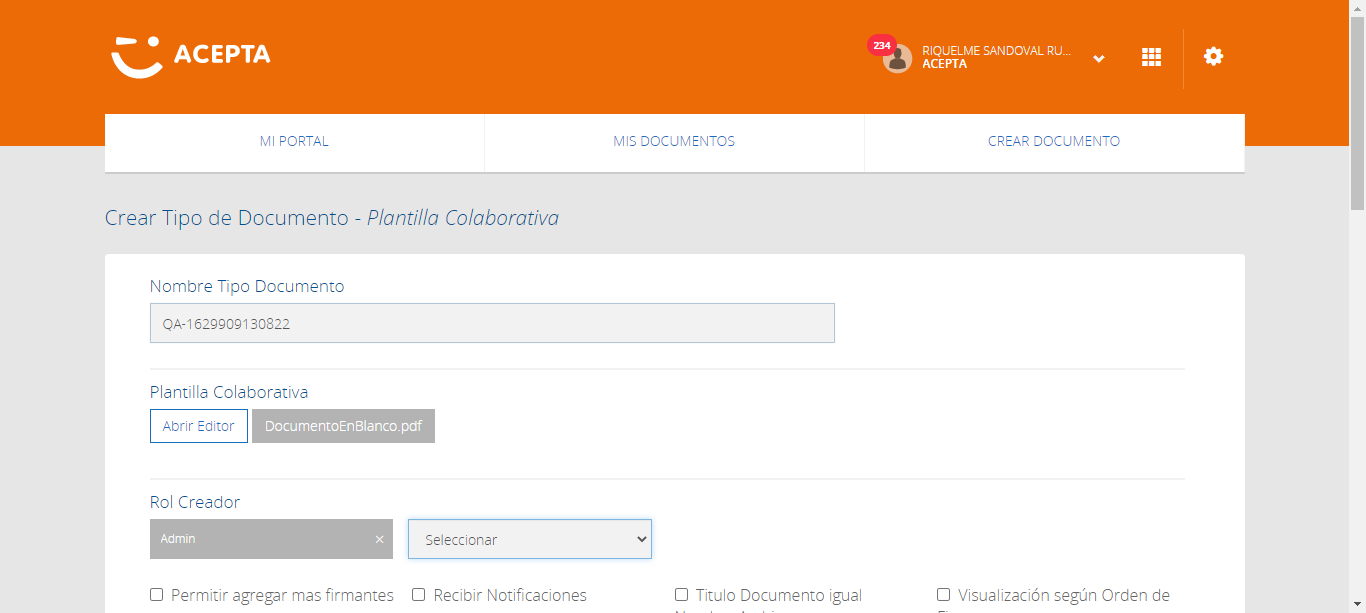 ACEPTA
234
RIQUELME SANDOVAL RU...
ACEPTA
MI PORTAL
MIS DOCUMENTOS
CREAR DOCUMENTO
Crear Tipo de Documento - Plantilla Colaborativa
Nombre Tipo Documento
QA-1629909130822
Plantilla Colaborativa
Abrir Editor
DocumentoEnBlanco.pdf
Rol Creador
Admin ×
Seleccionar
Permitir agregar mas firmantes
Recibir Notificaciones
Titulo Documento igual
Visualización según Orden de